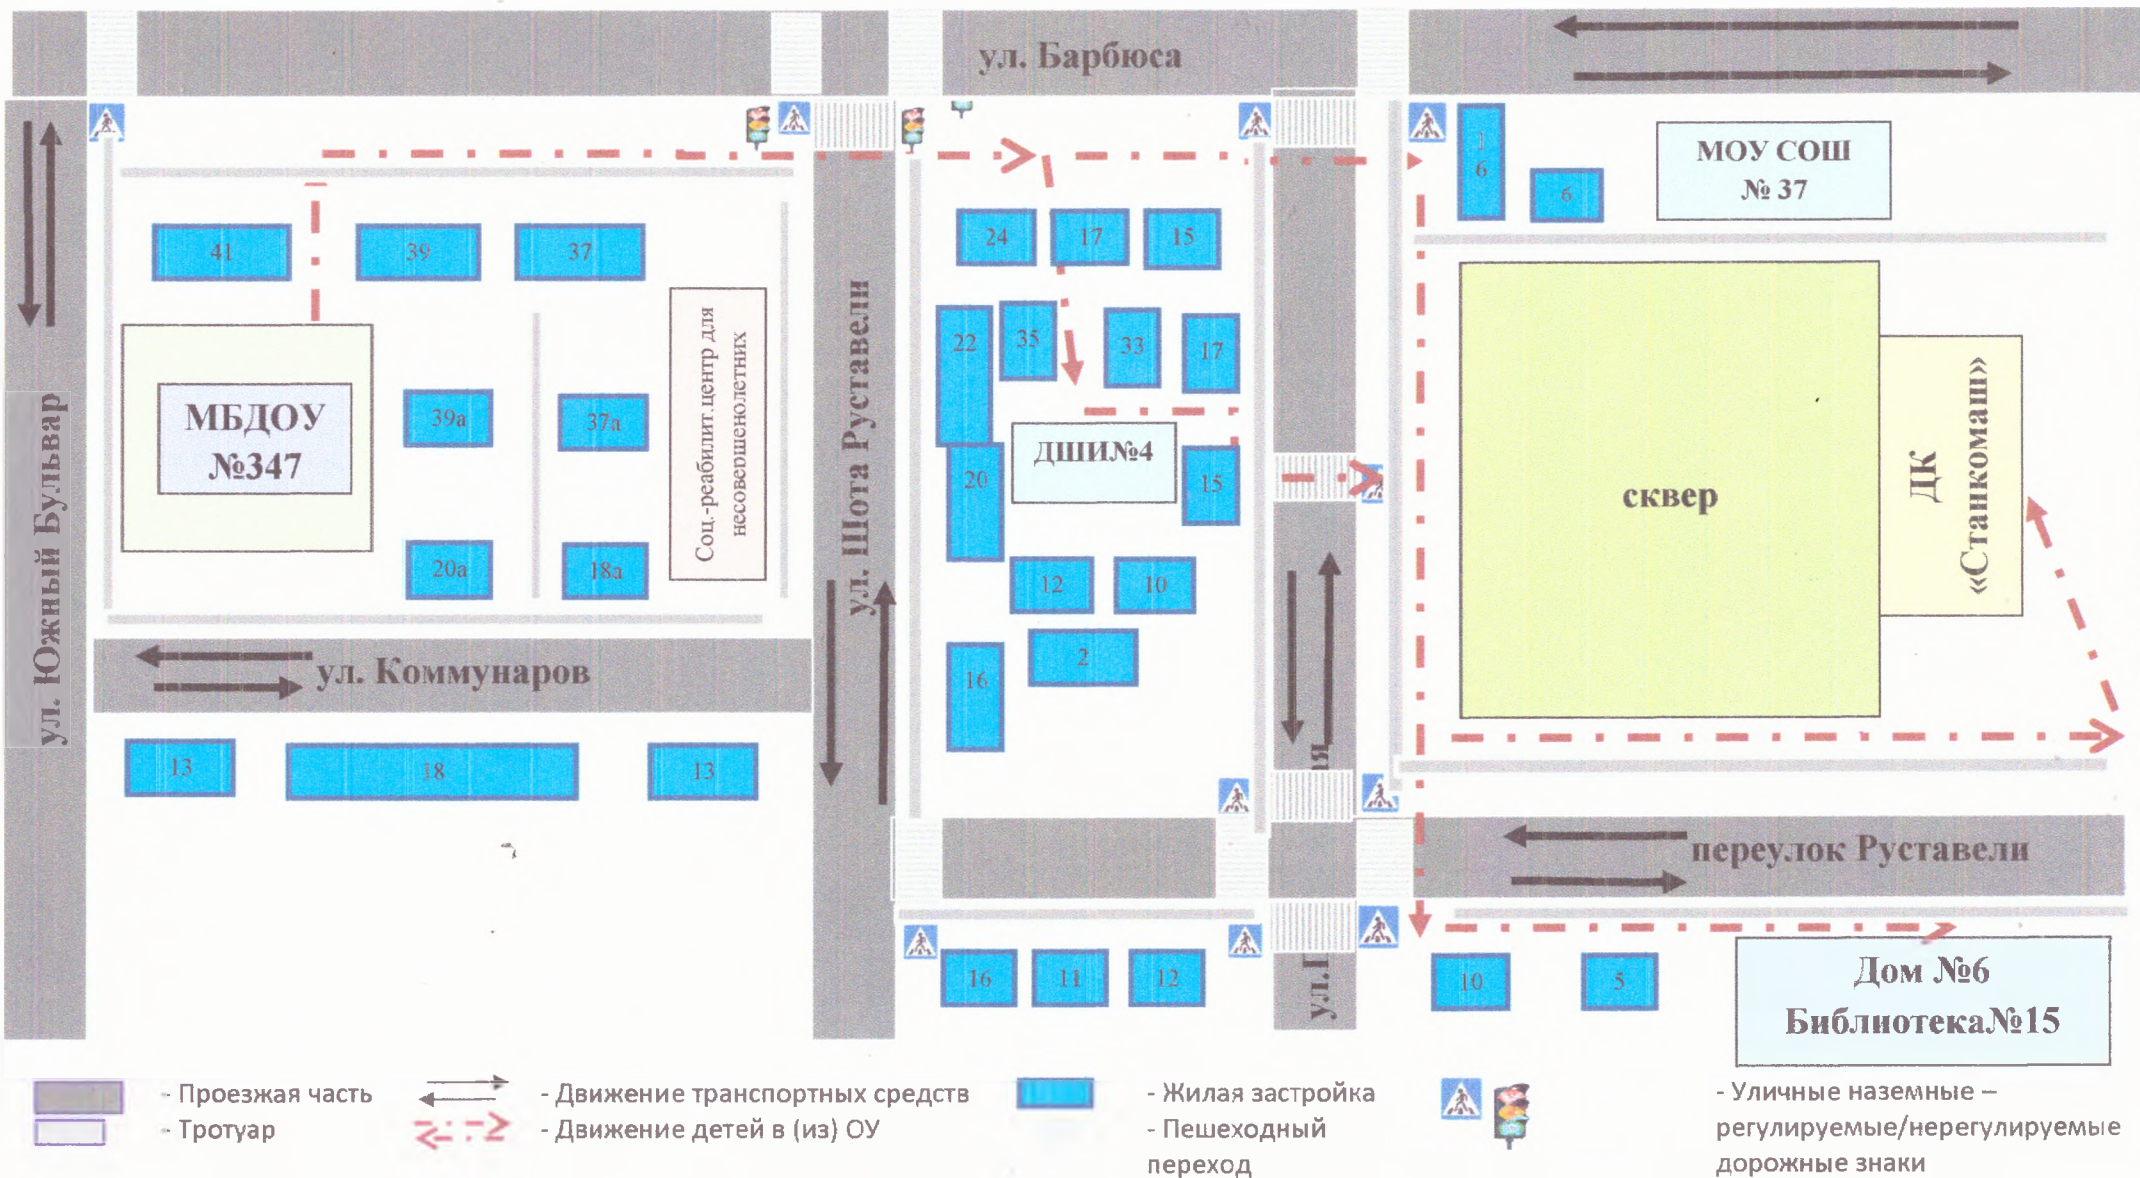 ул. Барбюса
МОУ СОШ
№ 37
1
6
6
41
39
37
24
17
15
22
35
33
17
39а
37а
МБДОУ
№347
Соц.-реабилит.центр для
несовершенолетних
ул. Шота Руставели
ул. Южный Бульвар
ДШИ№4
20
15
сквер
ДК
«Станкомаш»
20а
18а
12
10
2
16
ул. Коммунаров
13
18
13
переулок Руставели
16
11
12
10
5
Дом №6
Библиотека№15
- Проезжая часть
- Тротуар
- Движение транспортных средств
- Движение детей в (из) ОУ
- Жилая застройка
- Пешеходный
переход
- Уличные наземные –
регулируемые/нерегулируемые
дорожные знаки